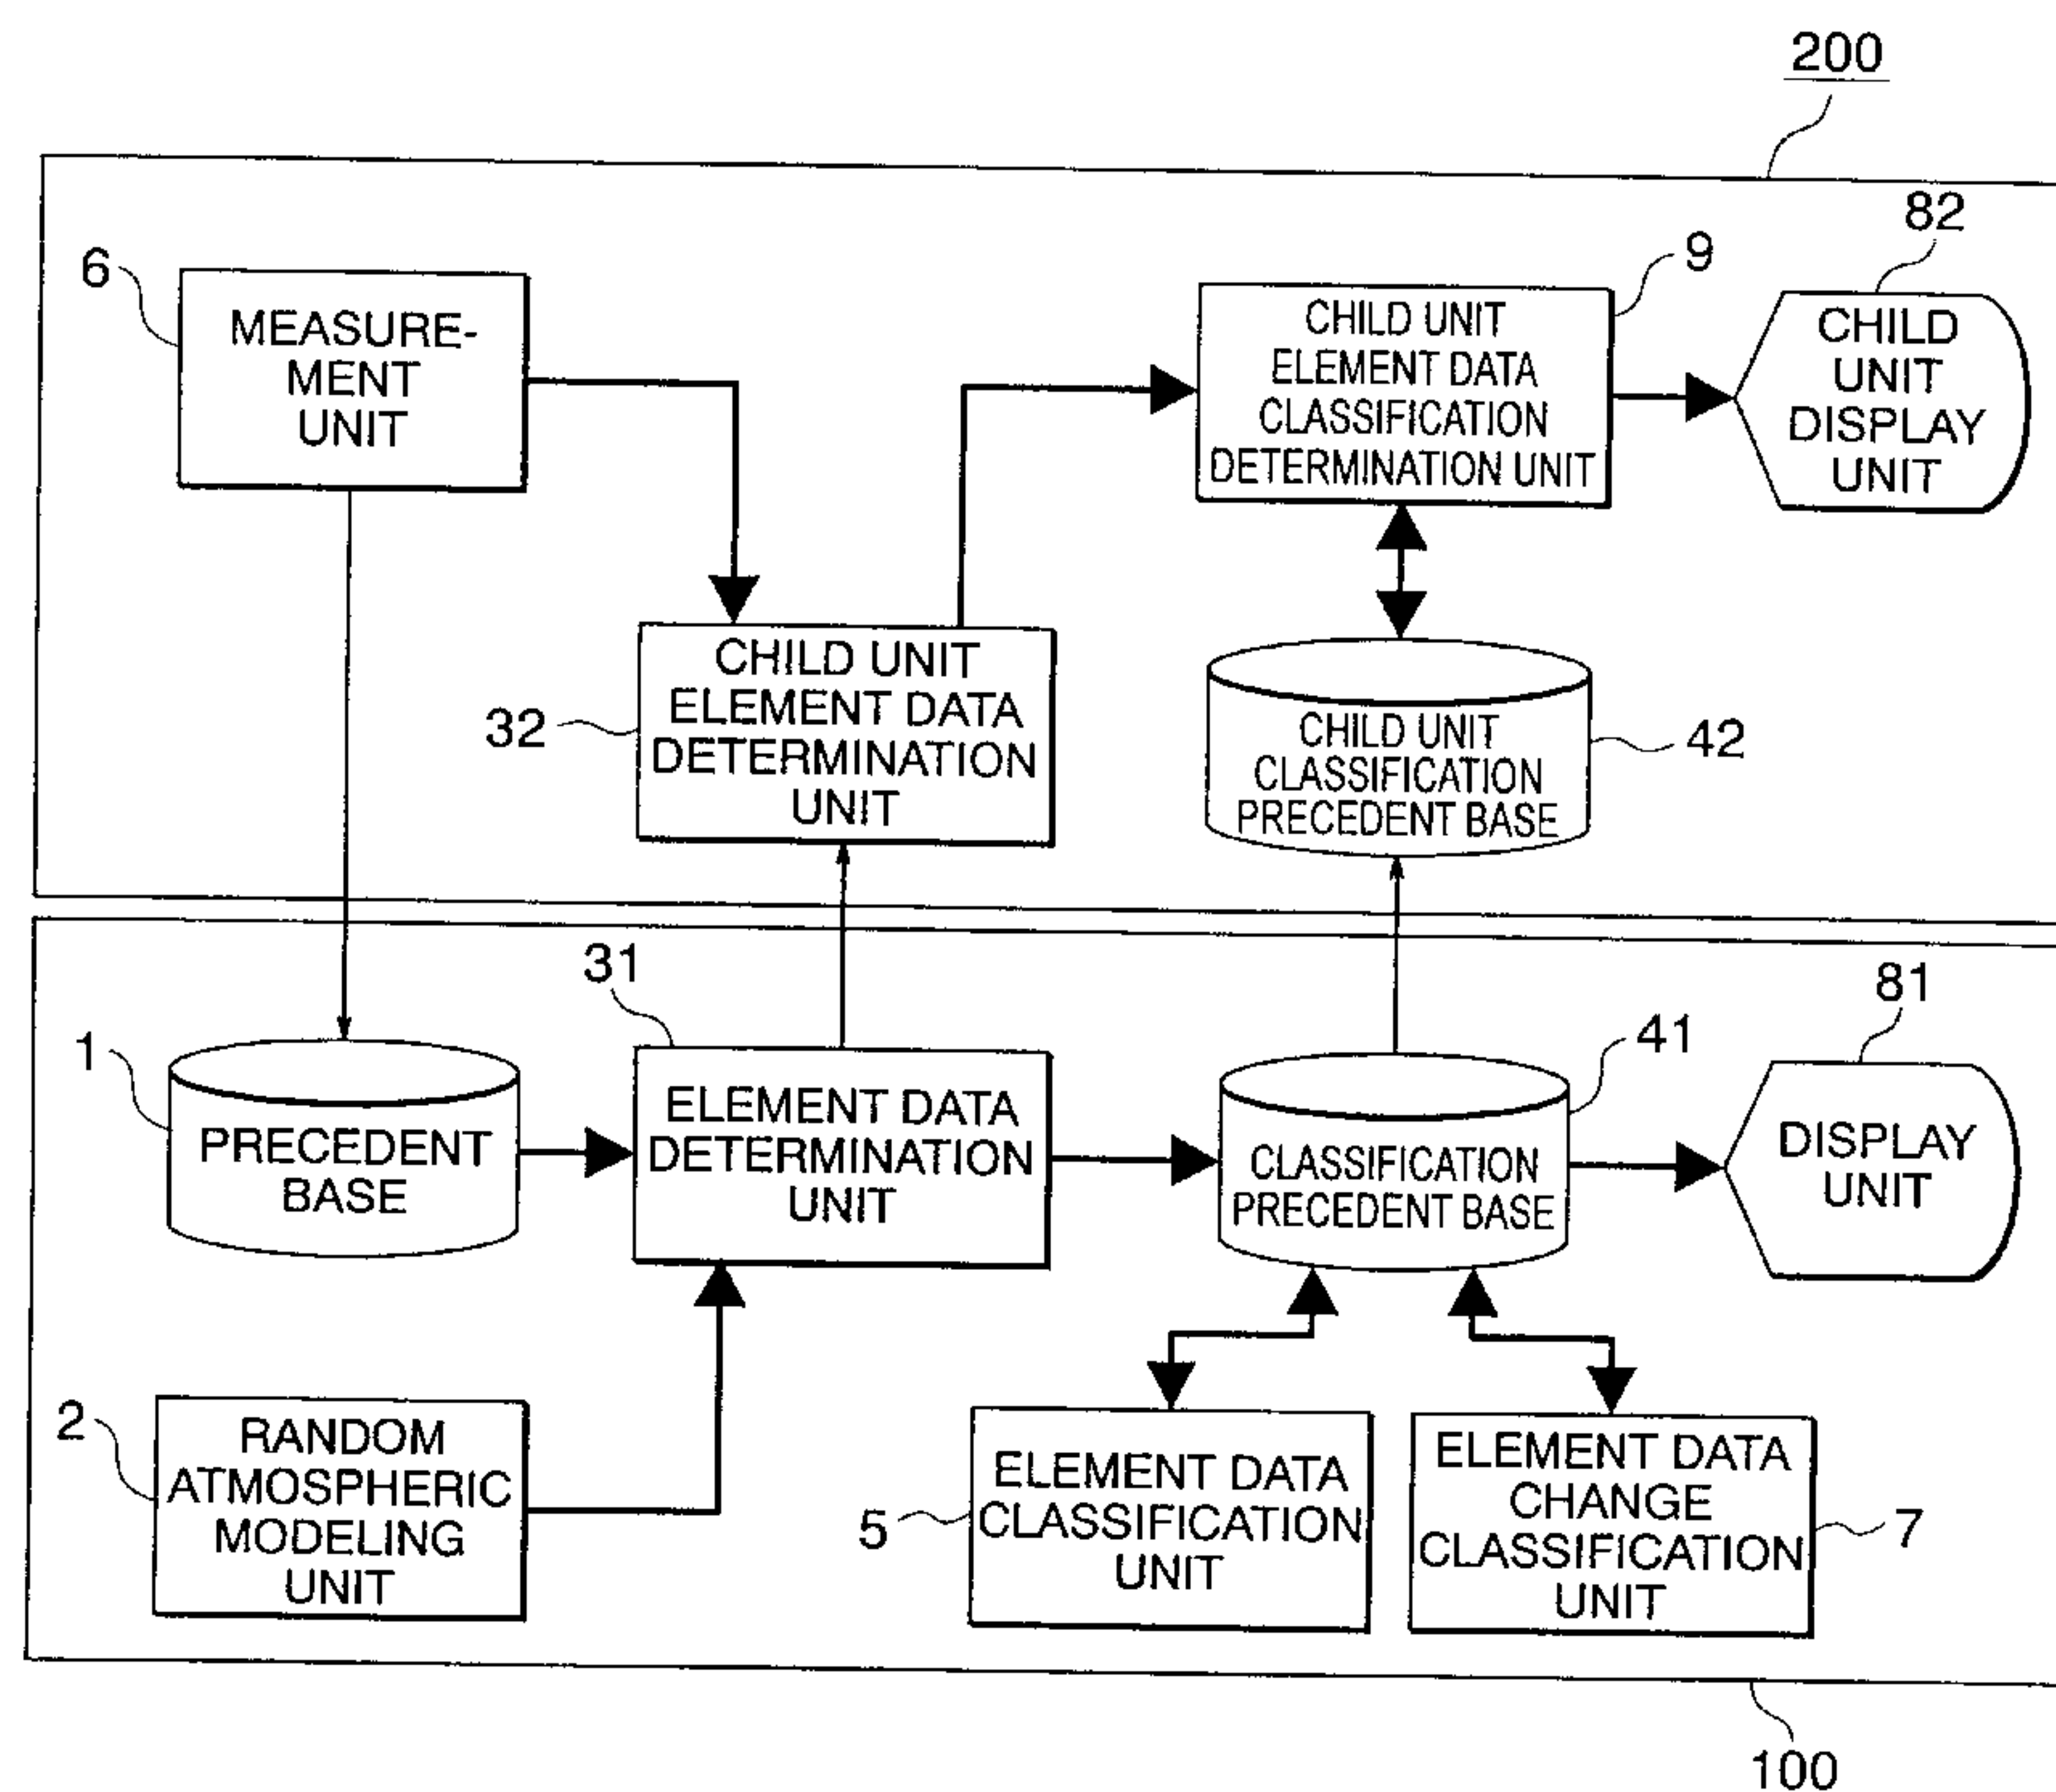 200
6
MEASURE-
MENT
UNIT
9
CHILD UNIT
ELEMENT DATA
CLASSIFICATION
DETERMINATION UNIT
82
CHILD
UNIT
DISPLAY
UNIT
32
CHILD UNIT
ELEMENT DATA
DETERMINATION
UNIT
CHILD UNIT
CLASSIFICATION
PRECEDENT BASE
42
1
PRECEDENT
BASE
31
ELEMENT DATA
DETERMINATION
UNIT
41
CLASSIFICATION
PRECEDENT BASE
81
DISPLAY
UNIT
2
RANDOM
ATMOSPHERIC
MODELING
UNIT
5
ELEMENT DATA
CLASSIFICATION
UNIT
ELEMENT DATA
CHANGE
CLASSIFICATION
UNIT
7
100